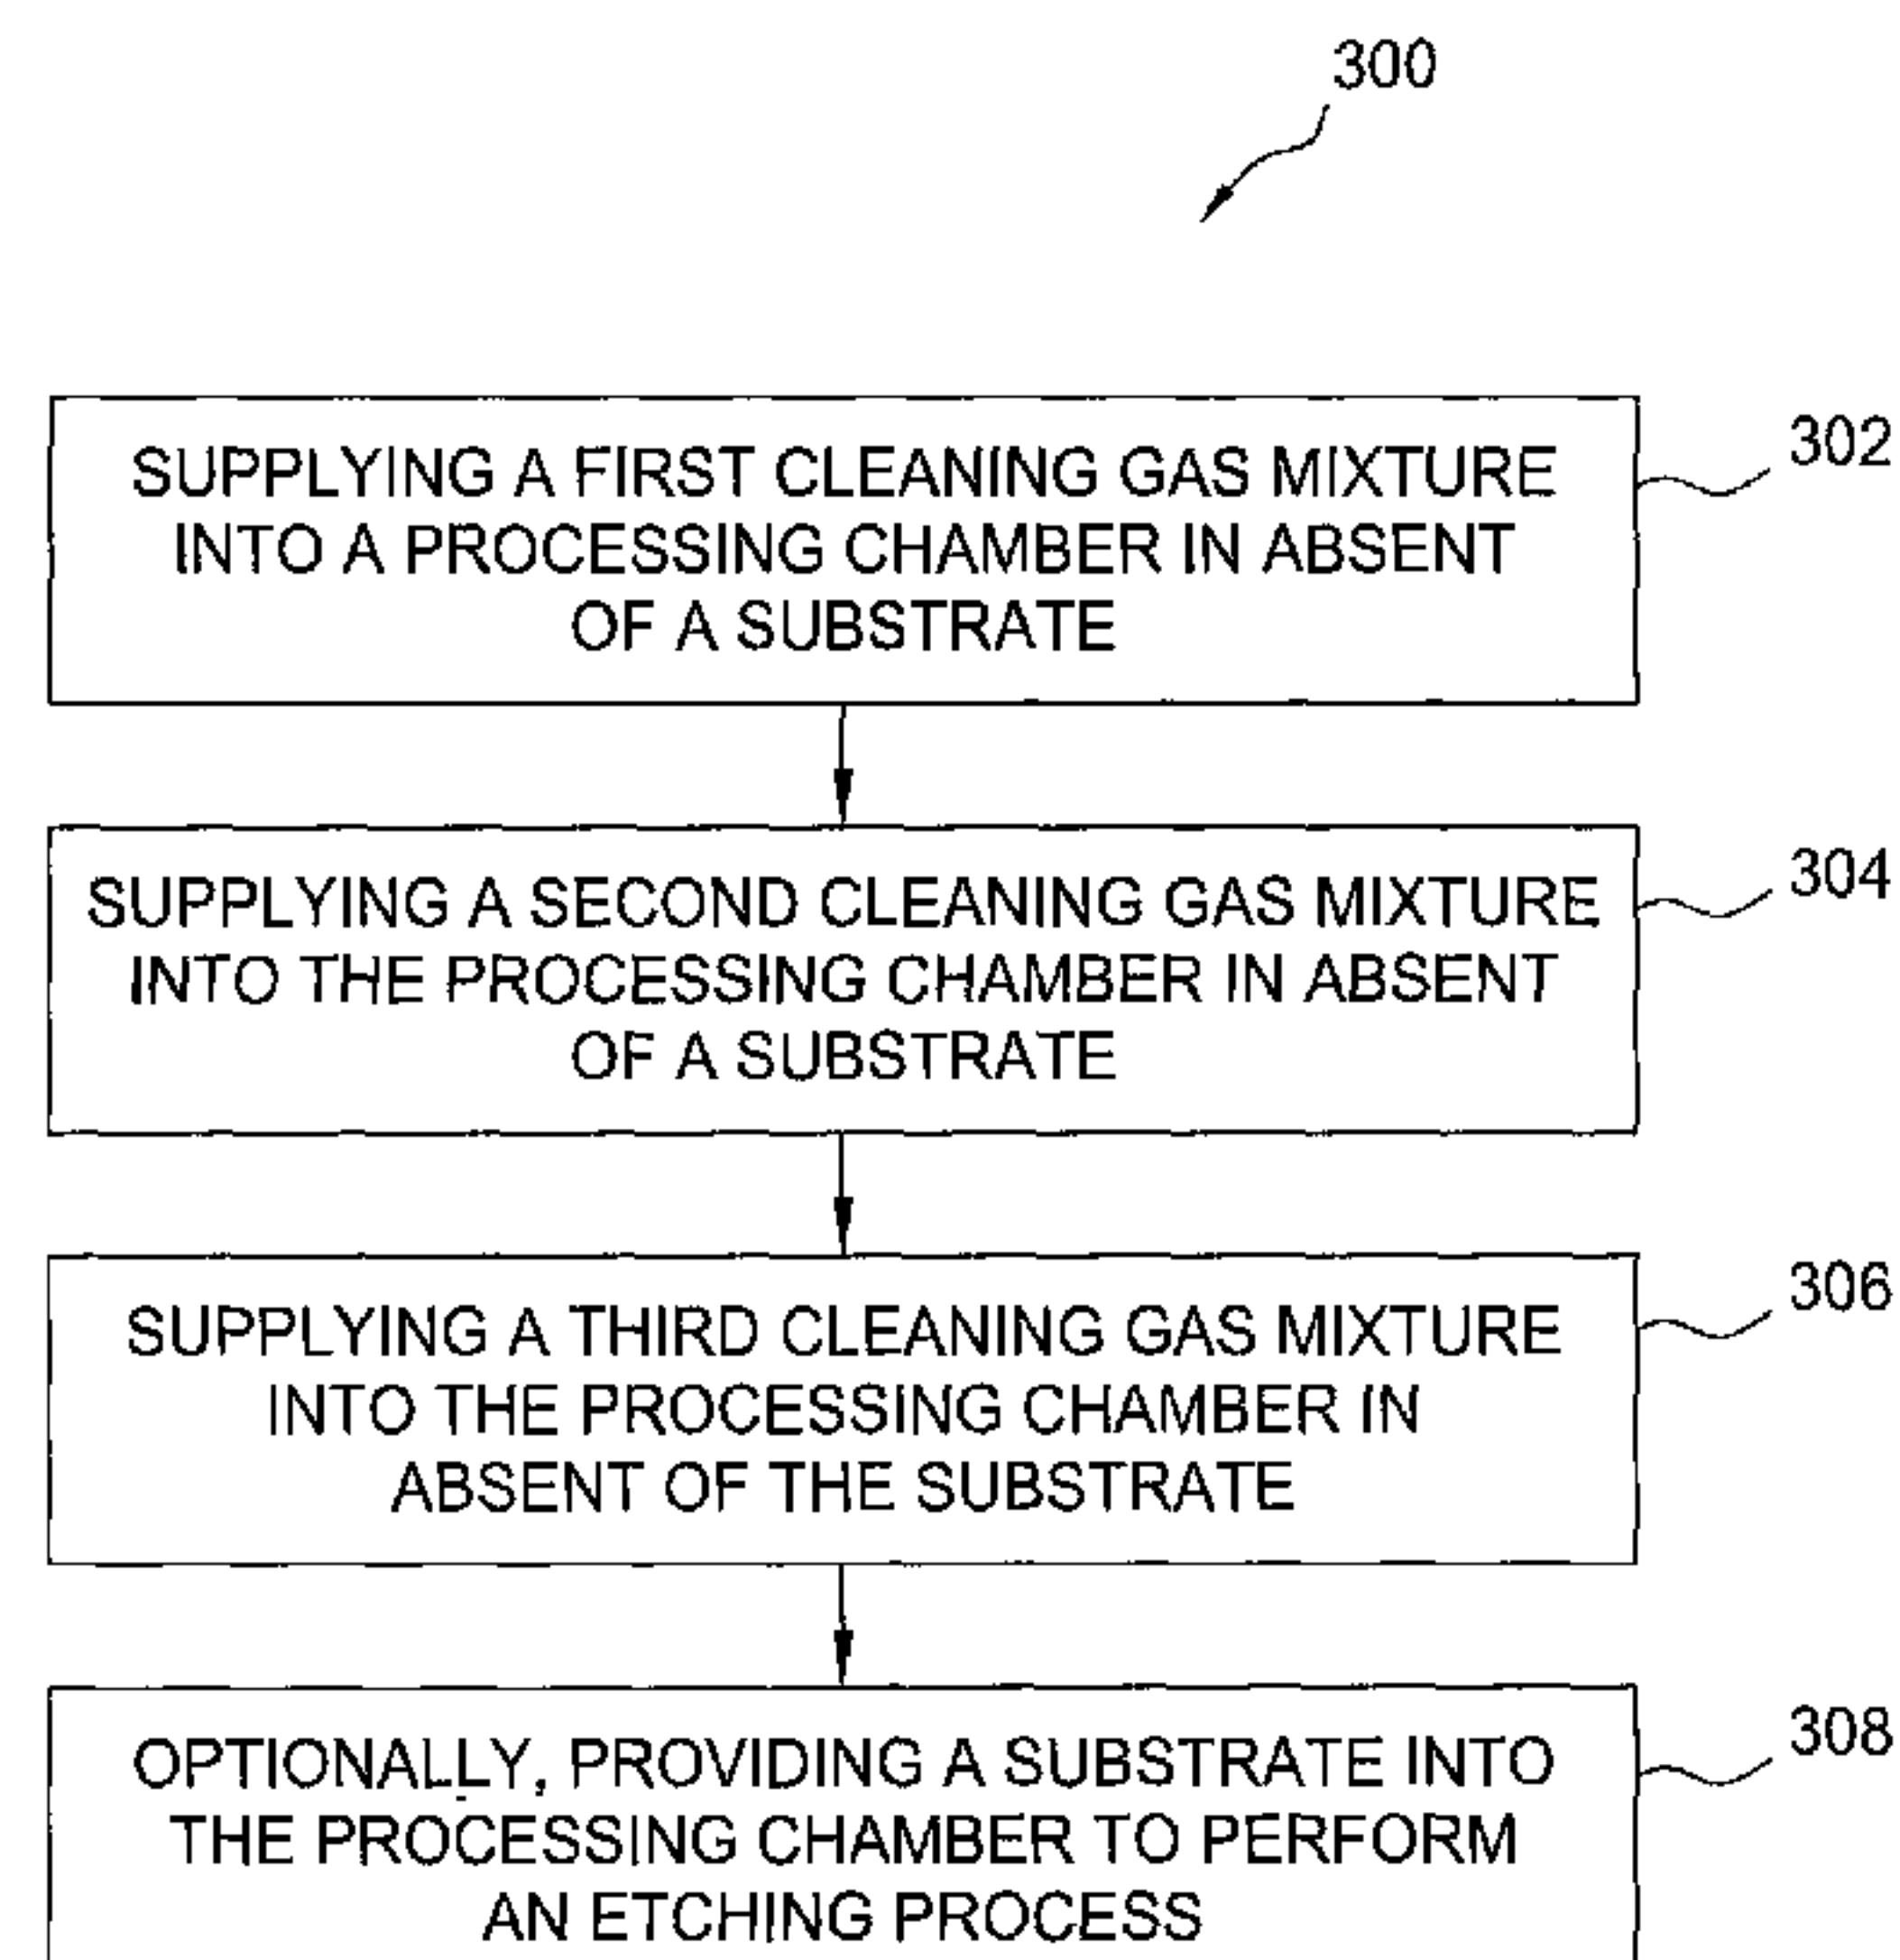 300
SUPPLYING A FIRST CLEANING GAS MIXTURE
INTO A PROCESSING CHAMBER IN ABSENT
OF A SUBSTRATE
302
SUPPLYING A SECOND CLEANING GAS MIXTURE
INTO THE PROCESSING CHAMBER IN ABSENT
OF A SUBSTRATE
304
SUPPLYING A THIRD CLEANING GAS MIXTURE
INTO THE PROCESSING CHAMBER IN
ABSENT OF THE SUBSTRATE
306
OPTIONALLY, PROVIDING A SUBSTRATE INTO
THE PROCESSING CHAMBER TO PERFORM
AN ETCHING PROCESS
308